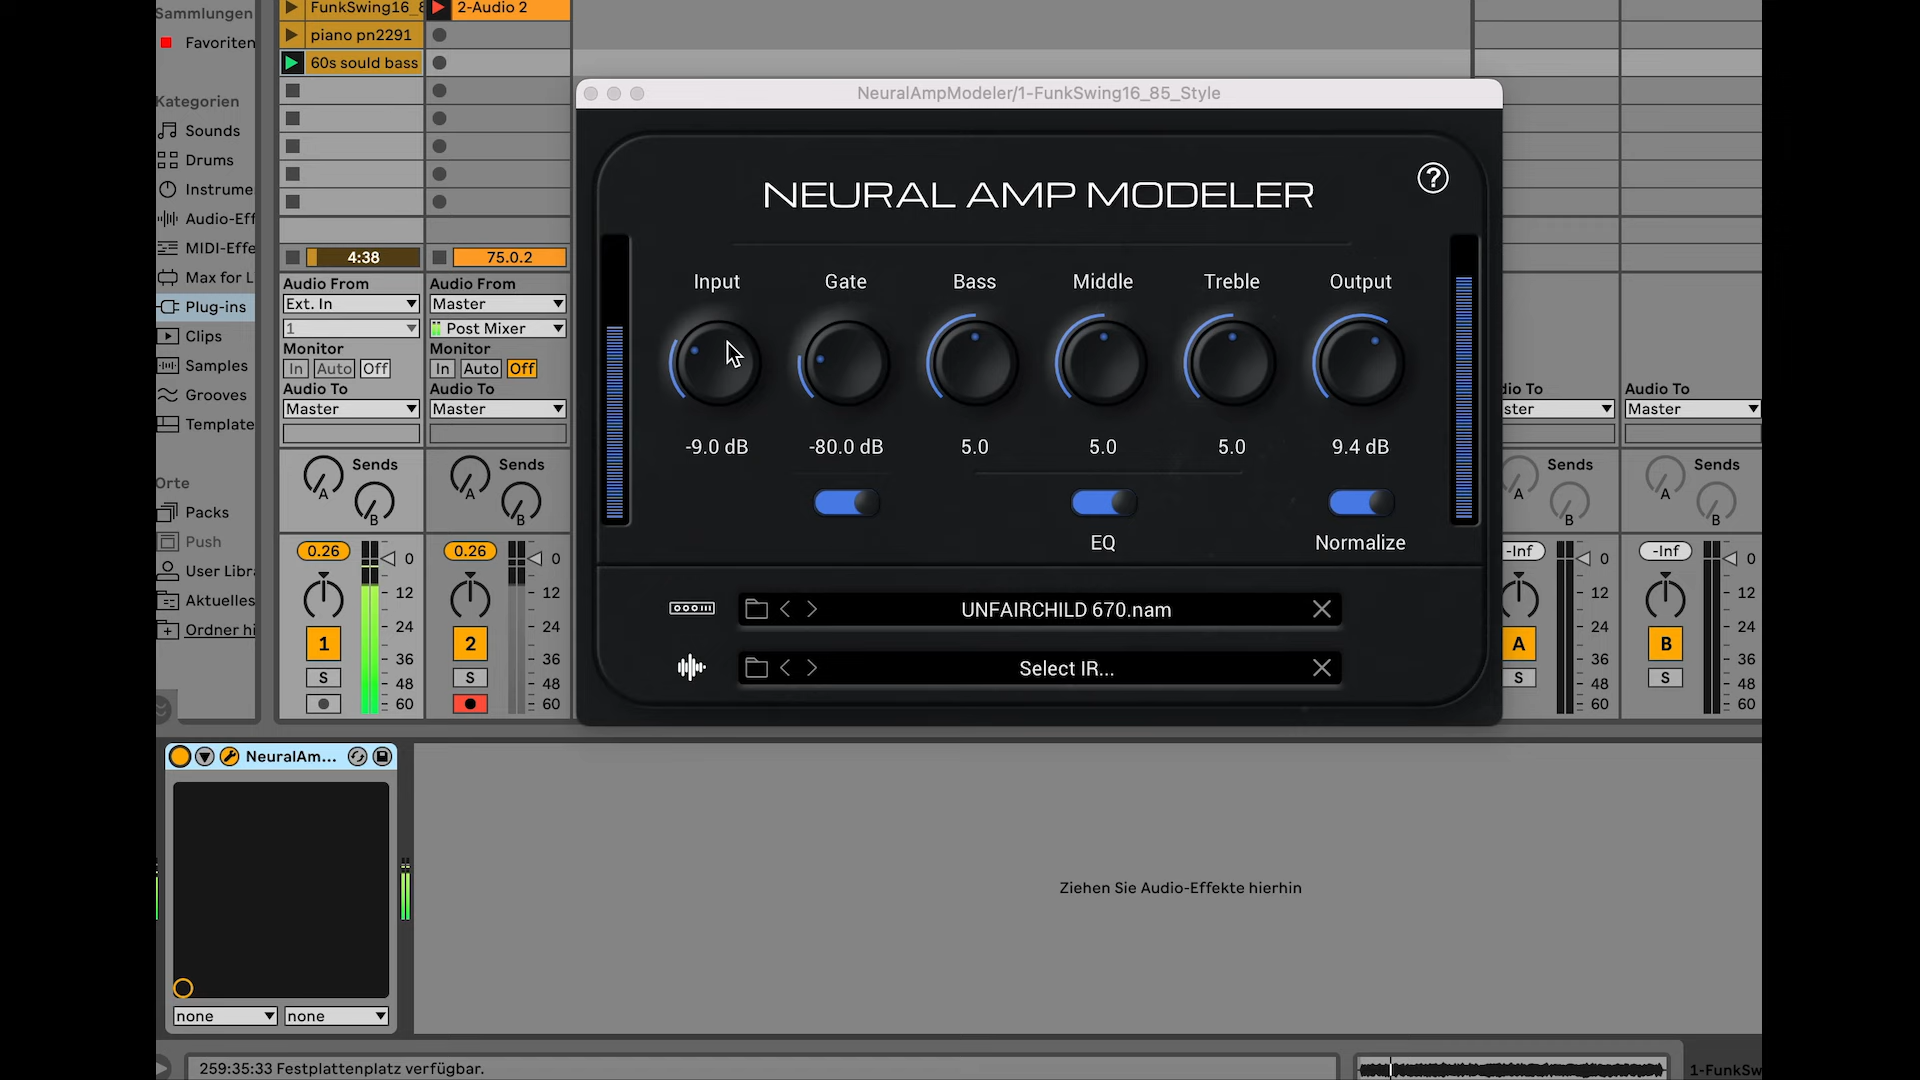 Sammlungen
Favoriten
Kategorien
Sounds
Drums
Instrume
Audio-Eff
MIDI-Effe
Max for L
Plug-ins
Clips
Samples
Grooves
Template
Orte
Packs
Push
User Libr
Aktuelles
Ordner hi
FunkSwing16_8
2-Audio 2
piano pn2291
60s sould bass
4:38
75.0.2
Audio From
Audio From
Ext. In
Master
1
Post Mixer
Monitor
Monitor
In Auto Off
In Auto Off
Audio To
Audio To
Master
Master
Sends
Sends
A
B
A
B
0.26
0.26
0
12
24
36
48
60
0
12
24
36
48
60
1
2
S
S
NeuralAmpModeler/1-FunkSwing16_85_Style
NEURAL AMP MODELER
?
Input Gate Bass Middle Treble Output
-9.0 dB -80.0 dB 5.0 5.0 5.0 9.4 dB
EQ Normalize
UNFAIRCHILD 670.nam
Select IR...
dio To
Audio To
ster
Master
Sends
Sends
A
B
A
B
-Inf
-Inf
0
12
24
36
48
60
0
12
24
36
48
60
A
B
S
S
NeuralAm...
none
none
Ziehen Sie Audio-Effekte hierhin
259:35:33 Festplattenplatz verfügbar.
1-FunkSw